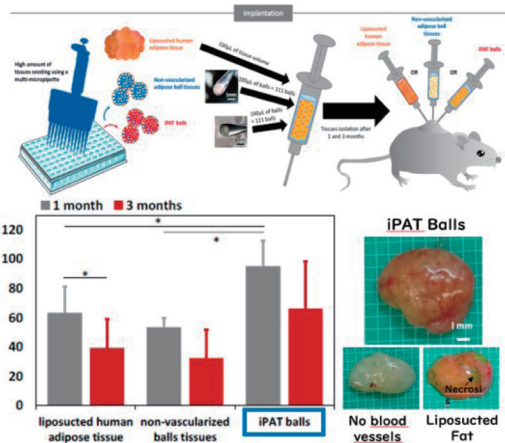 Implantation
Liposucted human
adipose tissue
High amount of
tissues seeding using a
multi-micropipette
Non-vascularized
adipose ball tissues
iPAT balls
100µL of tissue volume
1mm
100µL of balls
= 111 balls
100µL of balls
= 111 balls
Tissues isolation after
1 and 3 months
Liposucted
human
adipose tissue
OR
Non-vascularized
adipose ball
tissues
OR
iPAT balls
1 month
3 months
120
100
80
60
40
20
0
*
*
*
liposucted human
adipose tissue
non-vascularized
balls tissues
iPAT balls
iPAT Balls
1 mm
Necrosi
s
No blood
vessels
Liposucted
Fat